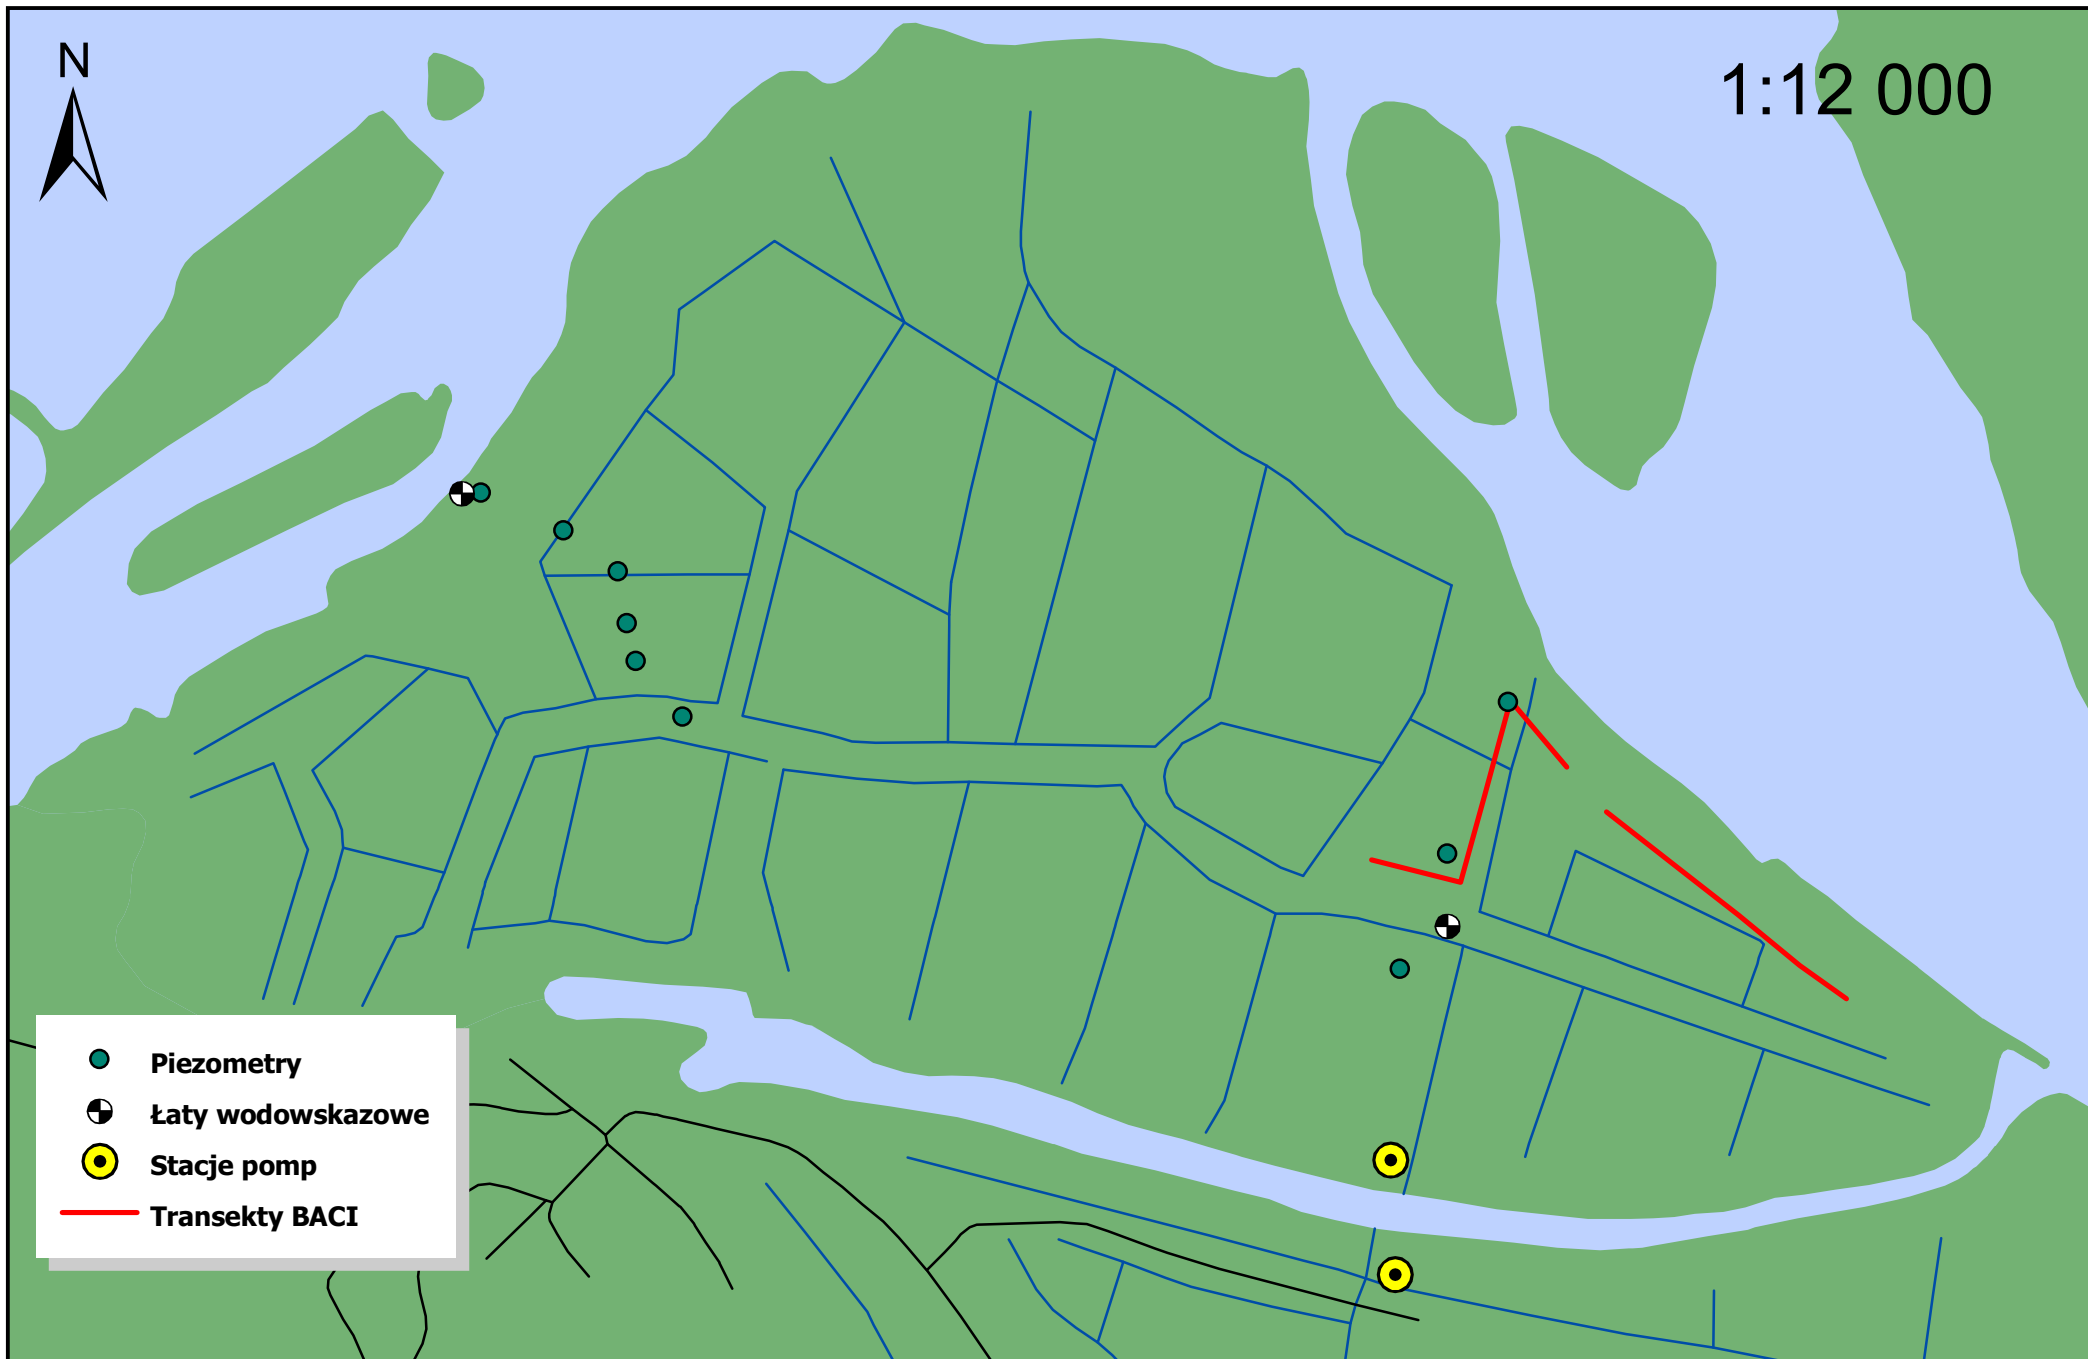 N
1:12 000
Piezometry
Łaty wodowskazowe
Stacje pomp
Transekty BACI